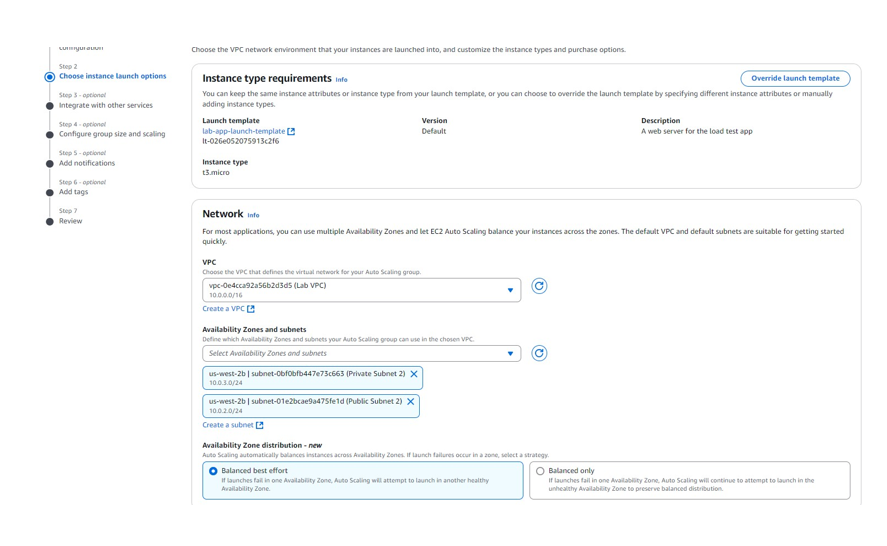 configuration
Step 2
Choose instance launch options
Step 3 - optional
Integrate with other services
Step 4 - optional
Configure group size and scaling
Step 5 - optional
Add notifications
Step 6 - optional
Add tags
Step 7
Review
Choose the VPC network environment that your instances are launched into, and customize the instance types and purchase options.
Instance type requirements Info
Override launch template
You can keep the same instance attributes or instance type from your launch template, or you can choose to override the launch template by specifying different instance attributes or manually
adding instance types.
Launch template
lab-app-launch-template
lt-026e052075913c2f6
Version
Default
Description
A web server for the load test app
Instance type
t3.micro
Network Info
For most applications, you can use multiple Availability Zones and let EC2 Auto Scaling balance your instances across the zones. The default VPC and default subnets are suitable for getting started
quickly.
VPC
Choose the VPC that defines the virtual network for your Auto Scaling group.
vpc-0e4cca92a56b2d3d5 (Lab VPC)
10.0.0.0/16
Create a VPC
Availability Zones and subnets
Define which Availability Zones and subnets your Auto Scaling group can use in the chosen VPC.
Select Availability Zones and subnets
us-west-2b | subnet-0bf0bfb447e73c663 (Private Subnet 2)
10.0.3.0/24
us-west-2b | subnet-01e2bcae9a475fe1d (Public Subnet 2)
10.0.2.0/24
Create a subnet
Availability Zone distribution - new
Auto Scaling automatically balances instances across Availability Zones. If launch failures occur in a zone, select a strategy.
Balanced best effort
If launches fail in one Availability Zone, Auto Scaling will attempt to launch in another healthy
Availability Zone.
Balanced only
If launches fail in one Availability Zone, Auto Scaling will continue to attempt to launch in the
unhealthy Availability Zone to preserve balanced distribution.